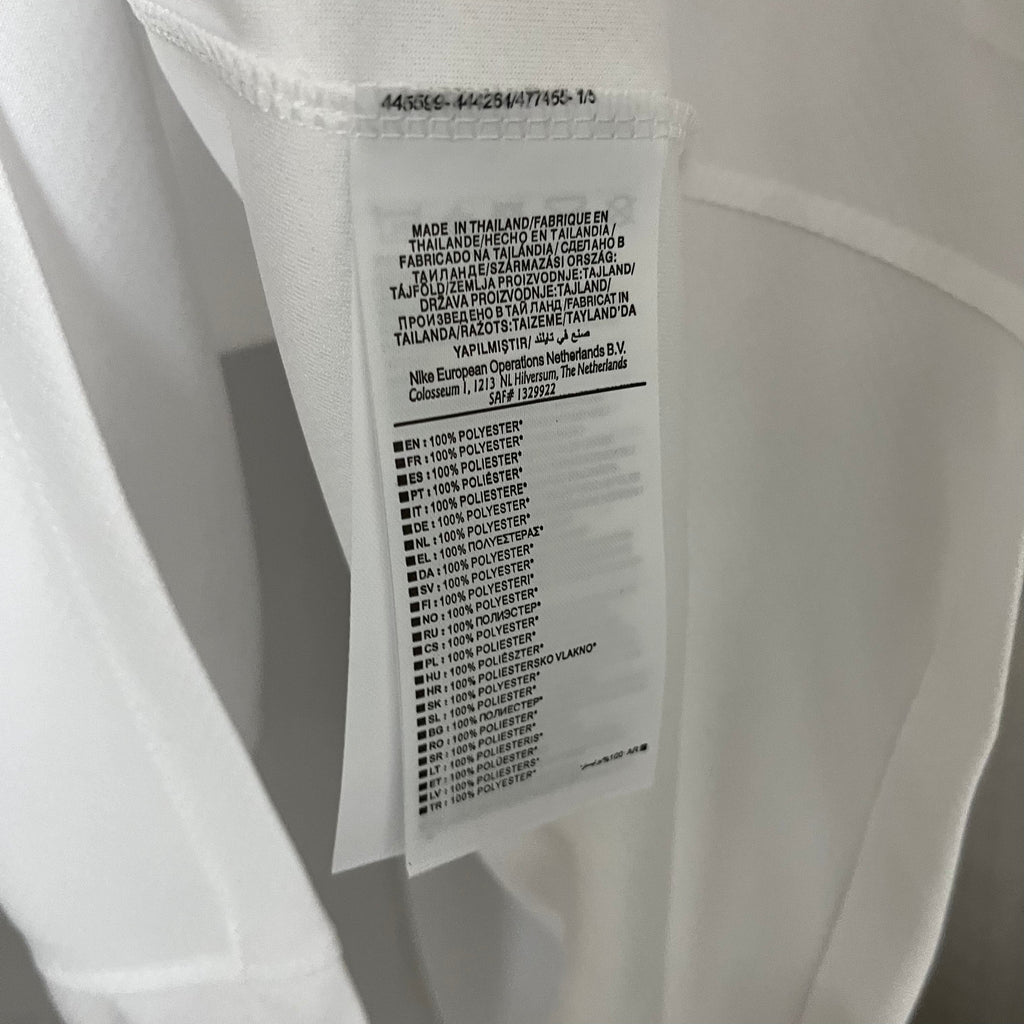 MADE IN THAILAND/FABRIQUE EN
THAILANDE/HECHO EN TAILANDIA/
FABRICADO NA TAJLÂNDIA/СДЕЛАНО В
ТАИЛАНДЕ/SZÁRMAZÁSI ORSZÁG:
TÁJFÖLD/ZEMLJA PROIZVODNJE:TAJLAND/
DRŽAVA PROIZVODNJE:TAJLAND/
ПРОИЗВЕДЕНО В ТАЙЛАНД/FABRICAT IN
TAILANDA/RAŽOTS:TAIZEME/TAYLAND'DA
YAPILMIŞTIR/ صنع في تايلند
Nike European Operations Netherlands B.V.
Colosseum 1, 1213 NL Hilversum, The Netherlands
SAF# 1329922
EN : 100% POLYESTER*
FR : 100% POLYESTER*
ES : 100% POLIESTER*
PT : 100% POLIÉSTER*
IT : 100% POLIESTERE*
DE : 100% POLYESTER*
NL : 100% POLYESTER*
EL : 100% ΠΟΛΥΕΣΤΕΡΑΣ*
DA : 100% POLYESTER*
SV : 100% POLYESTER*
FI : 100% POLYESTERI*
NO : 100% POLYESTER*
RU : 100% ПОЛИЭСТЕР*
CS : 100% POLYESTER*
PL : 100% POLIESTER*
HU : 100% POLIÉSZTER*
HR : 100% POLIESTERSKO VLAKNO*
SK : 100% POLYESTER*
SL : 100% POLIESTER*
BG : 100% ПОЛИЕСТЕР*
RO : 100% POLIESTER*
SR : 100% POLIESTER*
LT : 100% POLIESTERIS*
ET : 100% POLÜESTER*
LV : 100% POLIESTERS*
TR : 100% POLYESTER*
AR : 100%